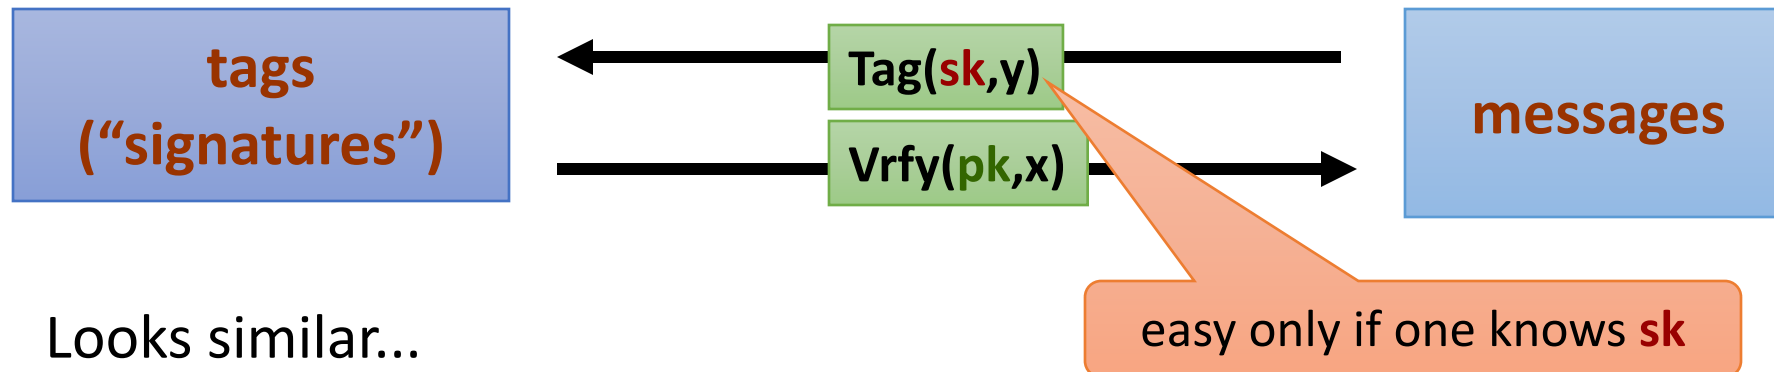 tags
(“signatures”)
Tag(sk,y)
Vrfy(pk,x)
messages
easy only if one knows sk
Looks similar...